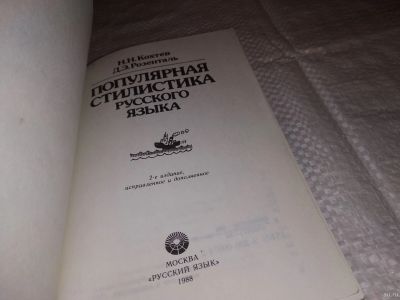 Н.Н.Кохтев
Д.Э.Розенталь
ПОПУЛЯРНАЯ
СТИЛИСТИКА
РУССКОГО
ЯЗЫКА
2-е издание,
исправленное и дополненное
МОСКВА
«РУССКИЙ ЯЗЫК»
1988